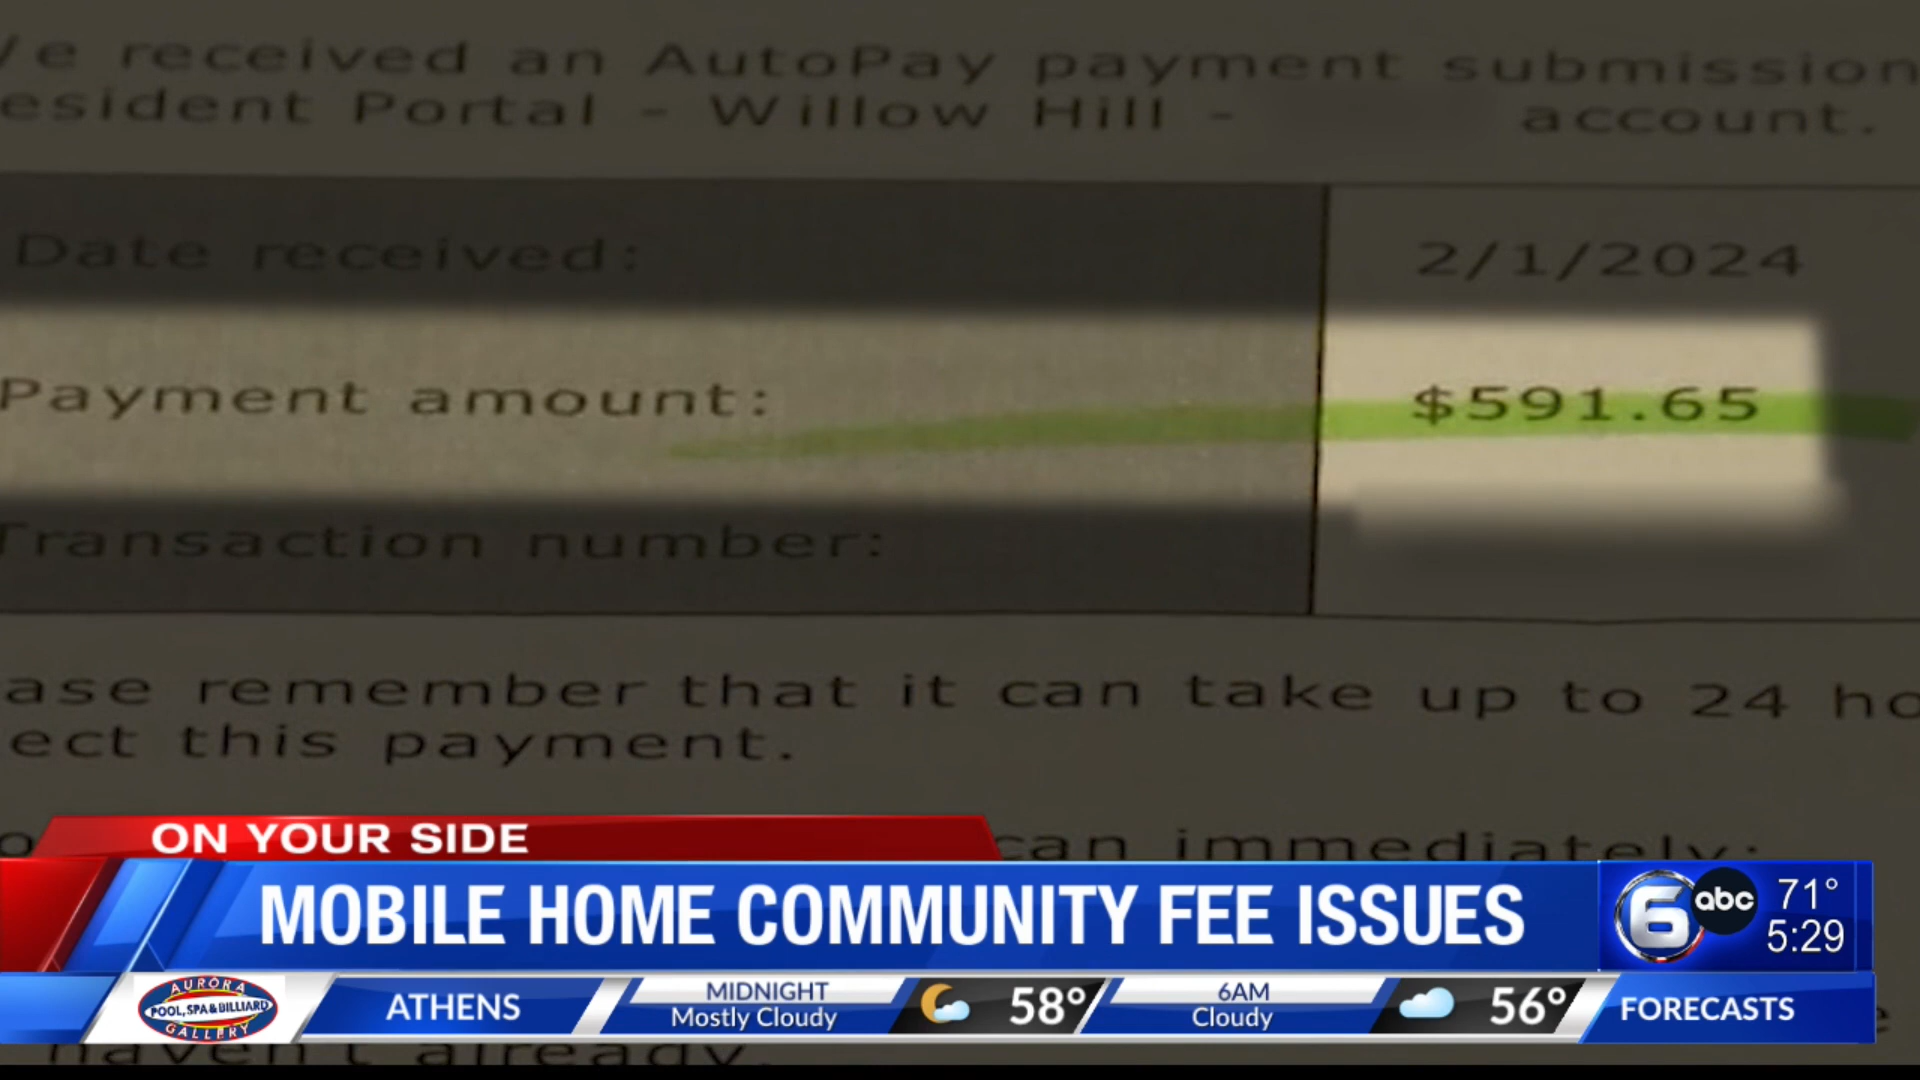 received an AutoPay payment submission
esident Portal - Willow Hill - account.
Date received: 2/1/2024
Payment amount: $591.65
Transaction number:
ase remember that it can take up to 24 ho
ect this payment.
can immediately:
ON YOUR SIDE
MOBILE HOME COMMUNITY FEE ISSUES
6 abc 71°
5:29
AURORA
POOL, SPA & BILLIARD
GALLERY
ATHENS
MIDNIGHT
Mostly Cloudy
58°
6AM
Cloudy
56°
FORECASTS
haven't already.